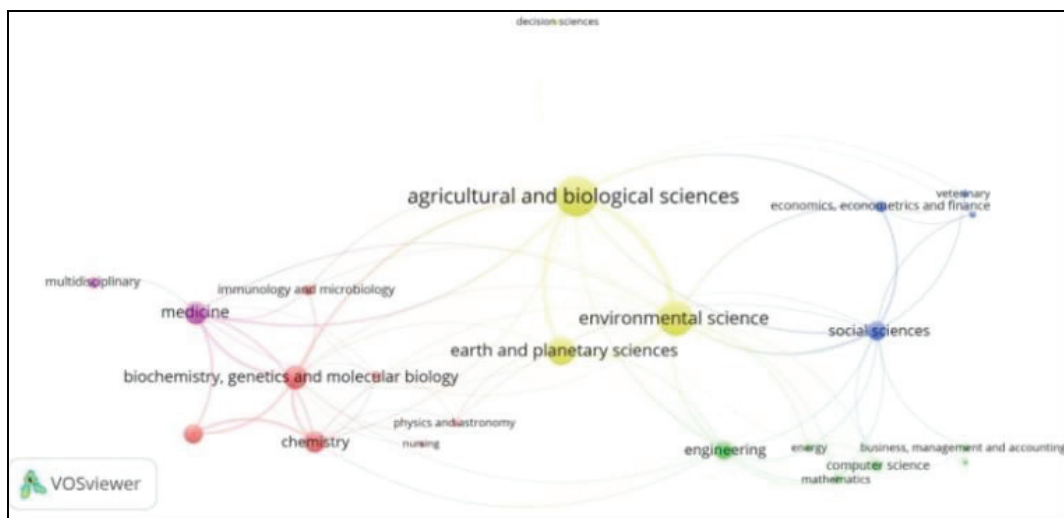 decision sciences
agricultural and biological sciences
veterinary
economics, econometrics and finance
multidisciplinary
immunology and microbiology
medicine
environmental science
social sciences
earth and planetary sciences
biochemistry, genetics and molecular biology
physics and astronomy
chemistry
nursing
engineering
energy
business, management and accounting
computer science
mathematics
VOSviewer